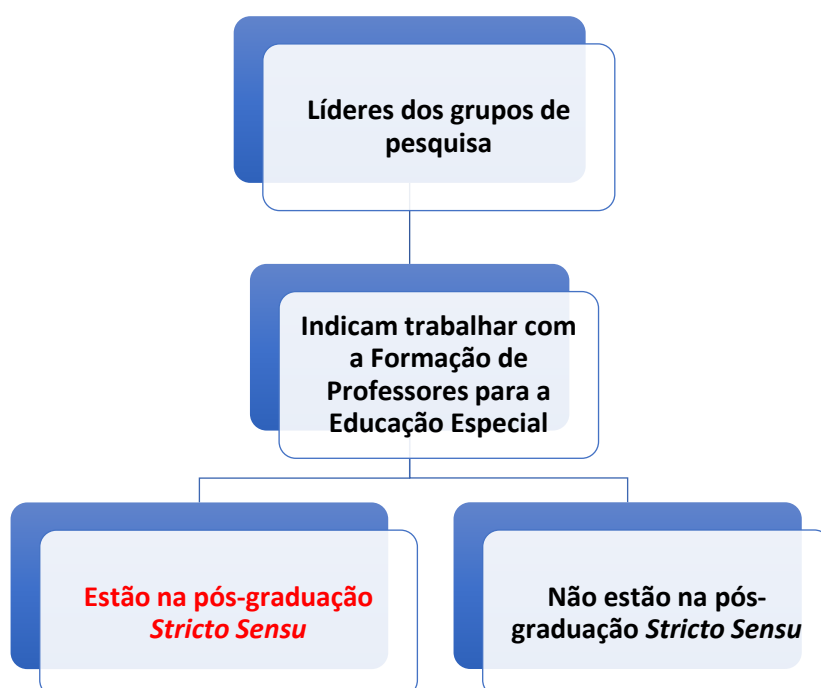 Líderes dos grupos de
pesquisa
Indicam trabalhar com
a Formação de
Professores para a
Educação Especial
Estão na pós-graduação
Stricto Sensu
Não estão na pós-
graduação Stricto Sensu